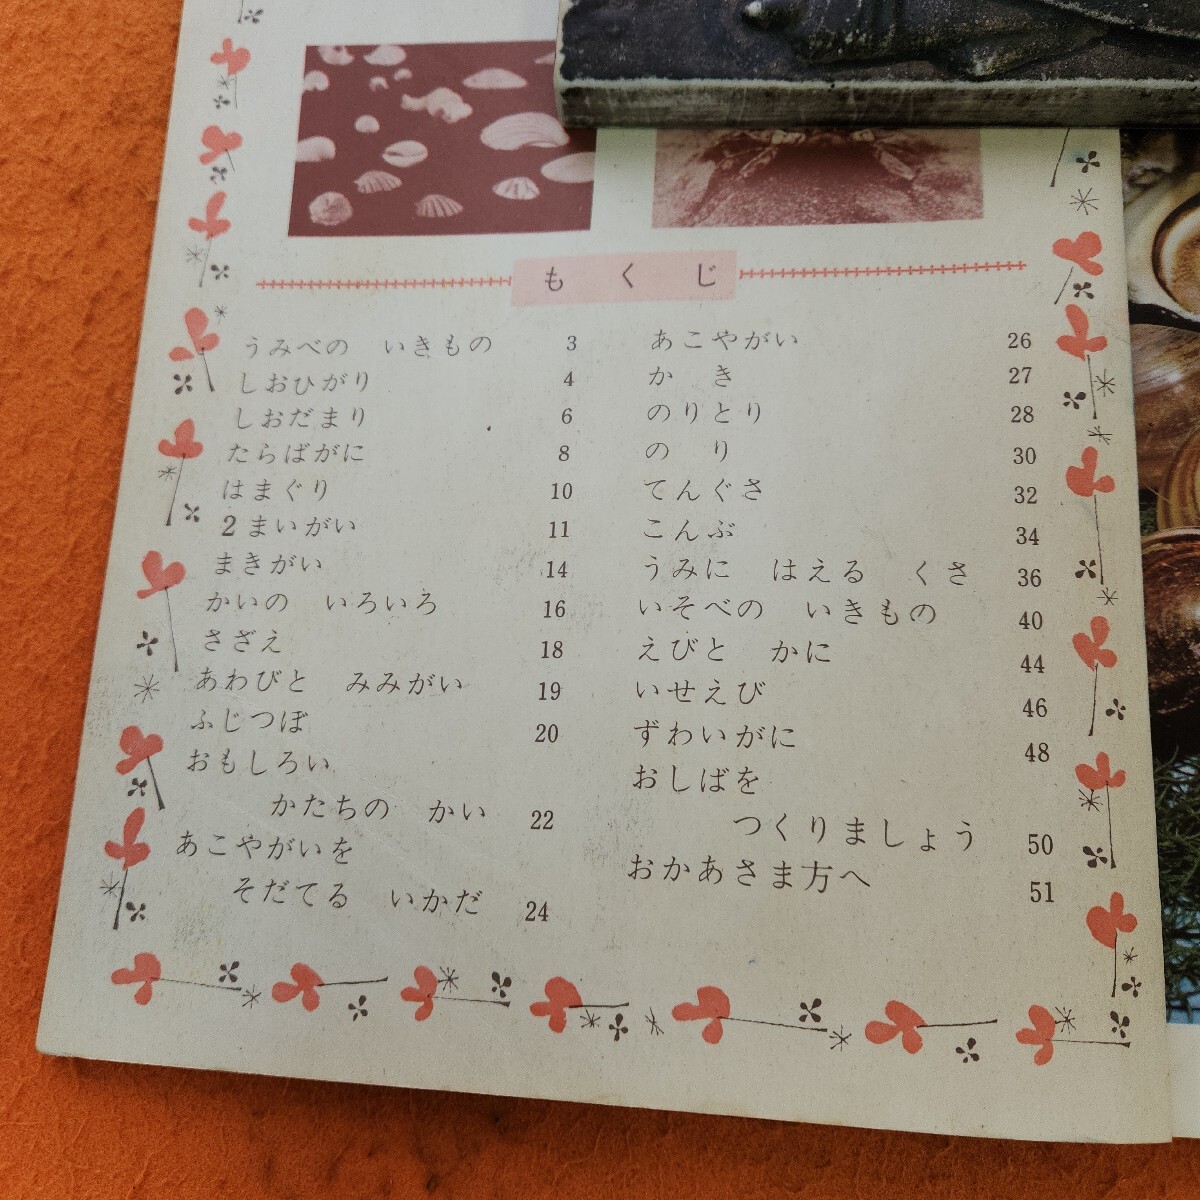 もくじ
うみべの　いきもの 3
しおひがり 4
しおだまり 6
たらばがに 8
はまぐり 10
2まいがい 11
まきがい 14
かいの　いろいろ 16
さざえ 18
あわびと　みみがい 19
ふじつぼ 20
おもしろい
かたちの　かい 22
あこやがいを
そだてる　いかだ 24
あこやがい 26
かき 27
のりとり 28
のり 30
てんぐさ 32
こんぶ 34
うみに　はえる　くさ 36
いそべの　いきもの 40
えびと　かに 44
いせえび 46
ずわいがに 48
おしばを
つくりましょう 50
おかあさま方へ 51